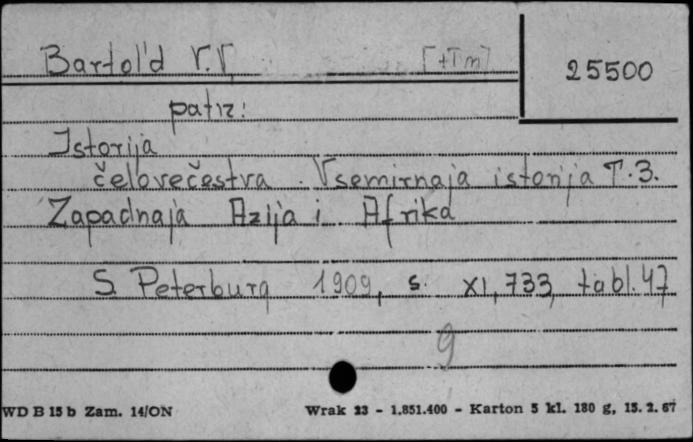 Bartol'd V.V. [+Tm]
25500
patrz:
Istorija
čelovečestva. Vsemirnaja istorija T.3.
Zapadnaja Azija i Afrika
S. Peterburg 1909, s. XI, 733, tabl. 47
9
WD B 15 b Zam. 14/ON Wrak 23 - 1.851.400 - Karton 5 kl. 180 g, 15. 2. 67